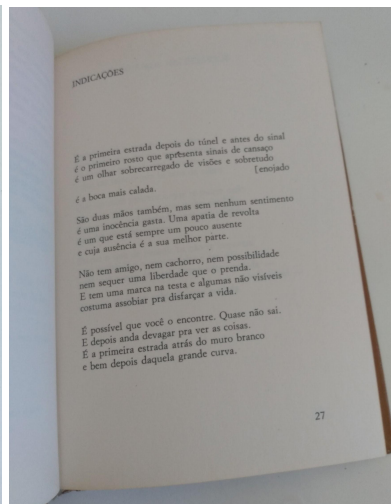 INDICAÇÕES
É a primeira estrada depois do túnel e antes do sinal
é o primeiro rosto que apresenta sinais de cansaço
é um olhar sobrecarregado de visões e sobretudo
[enojado
é a boca mais calada.
São duas mãos também, mas sem nenhum sentimento
é uma inocência gasta. Uma apatia de revolta
é um que está sempre um pouco ausente
e cuja ausência é a sua melhor parte.
Não tem amigo, nem cachorro, nem possibilidade
nem sequer uma liberdade que o prenda.
E tem uma marca na testa e algumas não visíveis
costuma assobiar pra disfarçar a vida.
É possível que você o encontre. Quase não sai.
E depois anda devagar pra ver as coisas.
É a primeira estrada atrás do muro branco
e bem depois daquela grande curva.
27